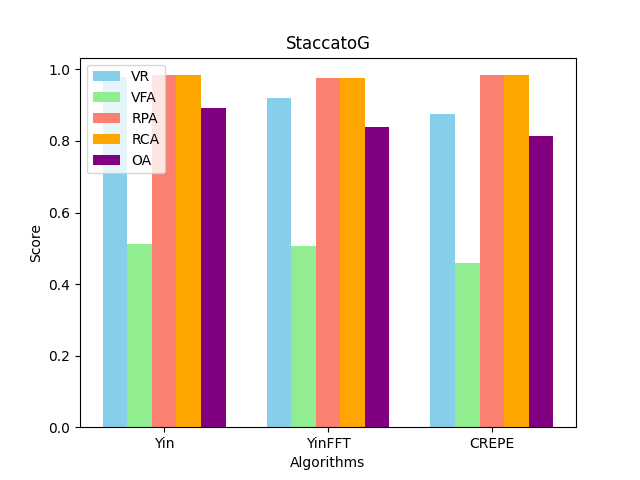 StaccatoG
1.0
0.8
0.6
0.4
0.2
0.0
Score
VR
VFA
RPA
RCA
OA
Yin
YinFFT
CREPE
Algorithms